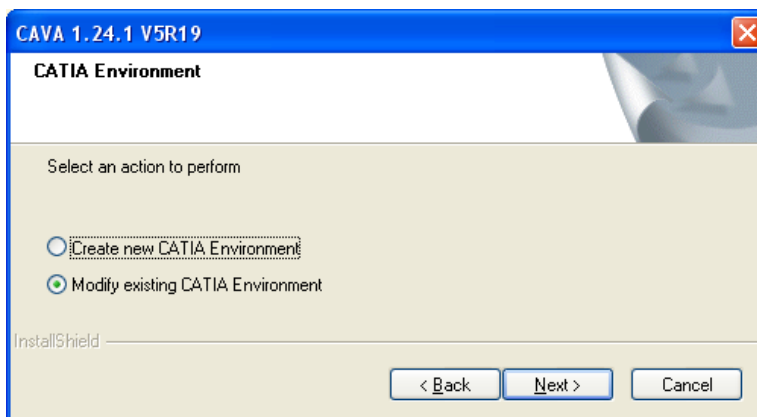 CAVA 1.24.1 V5R19
CATIA Environment
Select an action to perform
Create new CATIA Environment
Modify existing CATIA Environment
InstallShield
< Back Next > Cancel